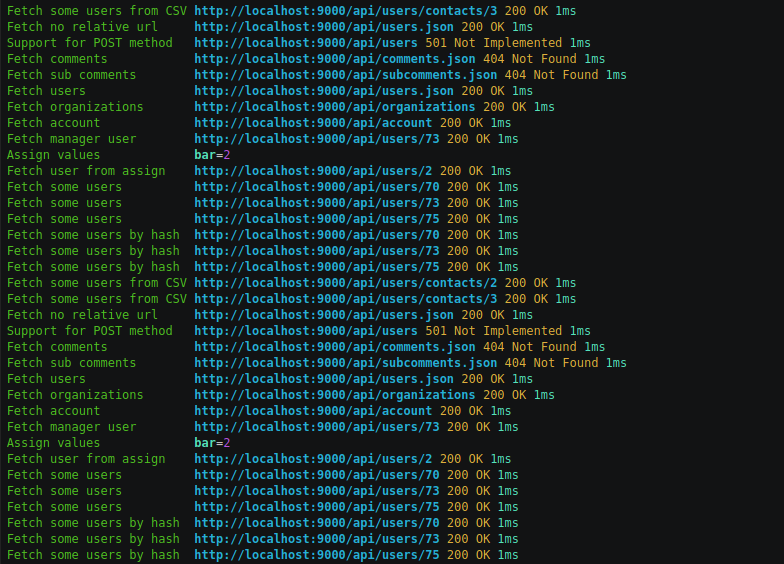 Fetch some users from CSV http://localhost:9000/api/users/contacts/3 200 OK 1ms
Fetch no relative url http://localhost:9000/api/users.json 200 OK 1ms
Support for POST method http://localhost:9000/api/users 501 Not Implemented 1ms
Fetch comments http://localhost:9000/api/comments.json 404 Not Found 1ms
Fetch sub comments http://localhost:9000/api/subcomments.json 404 Not Found 1ms
Fetch users http://localhost:9000/api/users.json 200 OK 1ms
Fetch organizations http://localhost:9000/api/organizations 200 OK 1ms
Fetch account http://localhost:9000/api/account 200 OK 1ms
Fetch manager user http://localhost:9000/api/users/73 200 OK 1ms
Assign values bar=2
Fetch user from assign http://localhost:9000/api/users/2 200 OK 1ms
Fetch some users http://localhost:9000/api/users/70 200 OK 1ms
Fetch some users http://localhost:9000/api/users/73 200 OK 1ms
Fetch some users http://localhost:9000/api/users/75 200 OK 1ms
Fetch some users by hash http://localhost:9000/api/users/70 200 OK 1ms
Fetch some users by hash http://localhost:9000/api/users/73 200 OK 1ms
Fetch some users by hash http://localhost:9000/api/users/75 200 OK 1ms
Fetch some users from CSV http://localhost:9000/api/users/contacts/2 200 OK 1ms
Fetch some users from CSV http://localhost:9000/api/users/contacts/3 200 OK 1ms
Fetch no relative url http://localhost:9000/api/users.json 200 OK 1ms
Support for POST method http://localhost:9000/api/users 501 Not Implemented 1ms
Fetch comments http://localhost:9000/api/comments.json 404 Not Found 1ms
Fetch sub comments http://localhost:9000/api/subcomments.json 404 Not Found 1ms
Fetch users http://localhost:9000/api/users.json 200 OK 1ms
Fetch organizations http://localhost:9000/api/organizations 200 OK 1ms
Fetch account http://localhost:9000/api/account 200 OK 1ms
Fetch manager user http://localhost:9000/api/users/73 200 OK 1ms
Assign values bar=2
Fetch user from assign http://localhost:9000/api/users/2 200 OK 1ms
Fetch some users http://localhost:9000/api/users/70 200 OK 1ms
Fetch some users http://localhost:9000/api/users/73 200 OK 1ms
Fetch some users http://localhost:9000/api/users/75 200 OK 1ms
Fetch some users by hash http://localhost:9000/api/users/70 200 OK 1ms
Fetch some users by hash http://localhost:9000/api/users/73 200 OK 1ms
Fetch some users by hash http://localhost:9000/api/users/75 200 OK 1ms